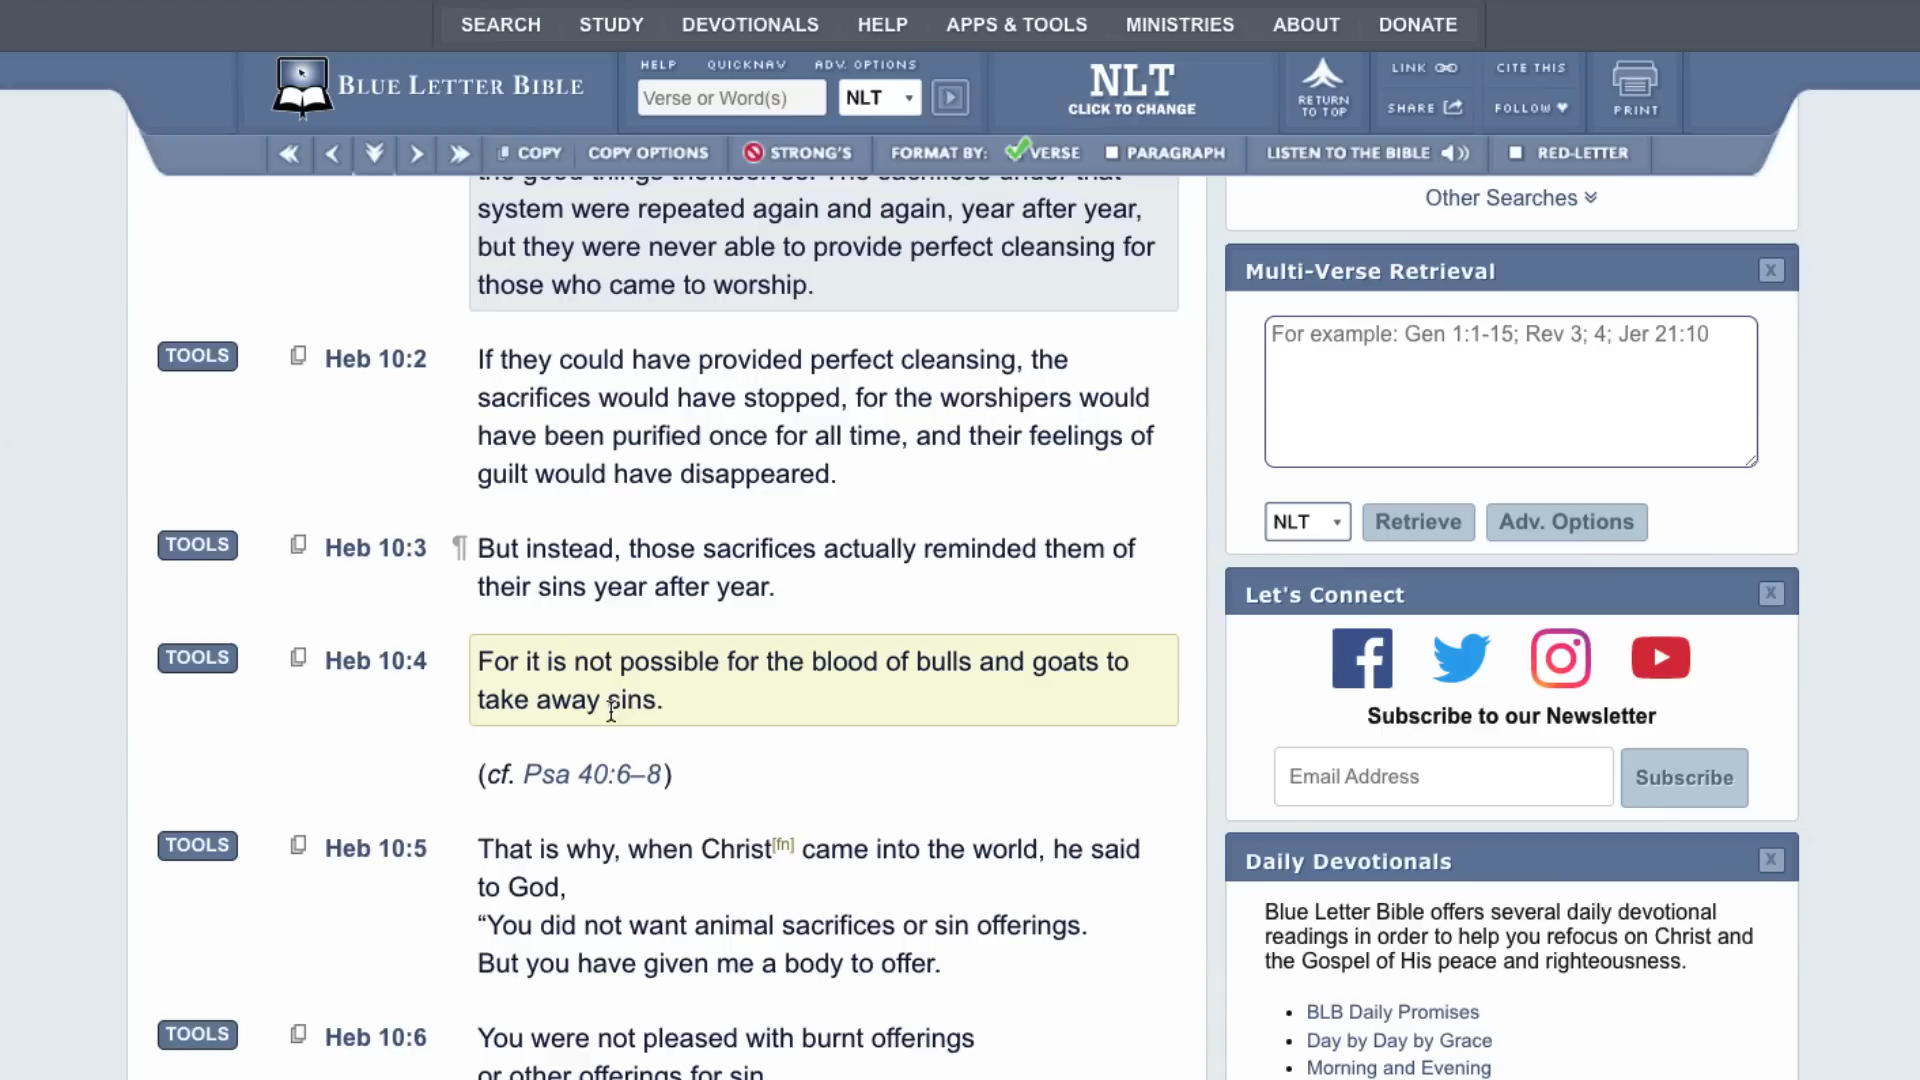 SEARCH STUDY DEVOTIONALS HELP APPS & TOOLS MINISTRIES ABOUT DONATE
BLUE LETTER BIBLE
HELP QUICKNAV ADV. OPTIONS
Verse or Word(s) NLT
NLT
CLICK TO CHANGE
RETURN
TO TOP
LINK
SHARE
CITE THIS
FOLLOW
PRINT
COPY COPY OPTIONS STRONG'S FORMAT BY: VERSE PARAGRAPH LISTEN TO THE BIBLE RED-LETTER
the good things themselves. The sacrifices under that
system were repeated again and again, year after year,
but they were never able to provide perfect cleansing for
those who came to worship.
TOOLS Heb 10:2 If they could have provided perfect cleansing, the
sacrifices would have stopped, for the worshipers would
have been purified once for all time, and their feelings of
guilt would have disappeared.
TOOLS Heb 10:3 ¶ But instead, those sacrifices actually reminded them of
their sins year after year.
TOOLS Heb 10:4 For it is not possible for the blood of bulls and goats to
take away sins.
(cf. Psa 40:6–8)
TOOLS Heb 10:5 That is why, when Christ[fn] came into the world, he said
to God,
“You did not want animal sacrifices or sin offerings.
But you have given me a body to offer.
TOOLS Heb 10:6 You were not pleased with burnt offerings
or other offerings for sin.
Other Searches
Multi-Verse Retrieval X
For example: Gen 1:1-15; Rev 3; 4; Jer 21:10
NLT Retrieve Adv. Options
Let's Connect X
Subscribe to our Newsletter
Email Address Subscribe
Daily Devotionals X
Blue Letter Bible offers several daily devotional
readings in order to help you refocus on Christ and
the Gospel of His peace and righteousness.
• BLB Daily Promises
• Day by Day by Grace
• Morning and Evening